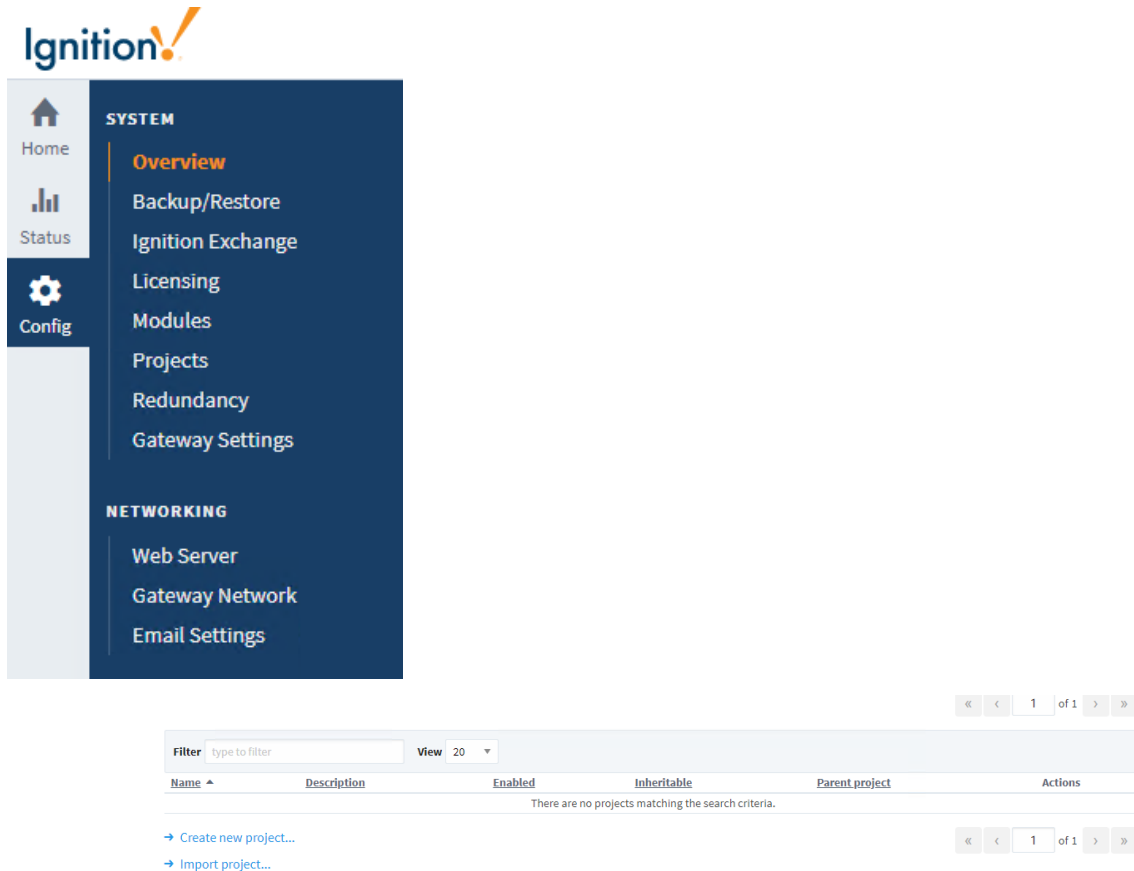 Ignition!
Home
Status
Config
SYSTEM
Overview
Backup/Restore
Ignition Exchange
Licensing
Modules
Projects
Redundancy
Gateway Settings
NETWORKING
Web Server
Gateway Network
Email Settings
« ‹ 1 of 1 › »
Filter type to filter View 20
Name Description Enabled Inheritable Parent project Actions
There are no projects matching the search criteria.
→ Create new project...
« ‹ 1 of 1 › »
→ Import project...